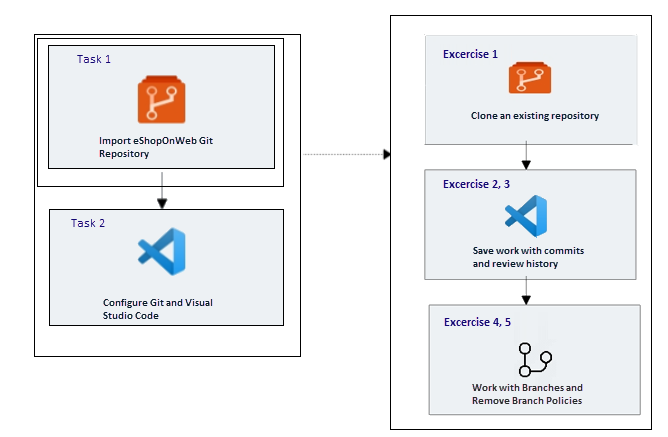 Task 1
Import eShopOnWeb Git
Repository
Task 2
Configure Git and Visual
Studio Code
Excercise 1
Clone an existing repository
Excercise 2, 3
Save work with commits
and review history
Excercise 4, 5
Work with Branches and
Remove Branch Policies